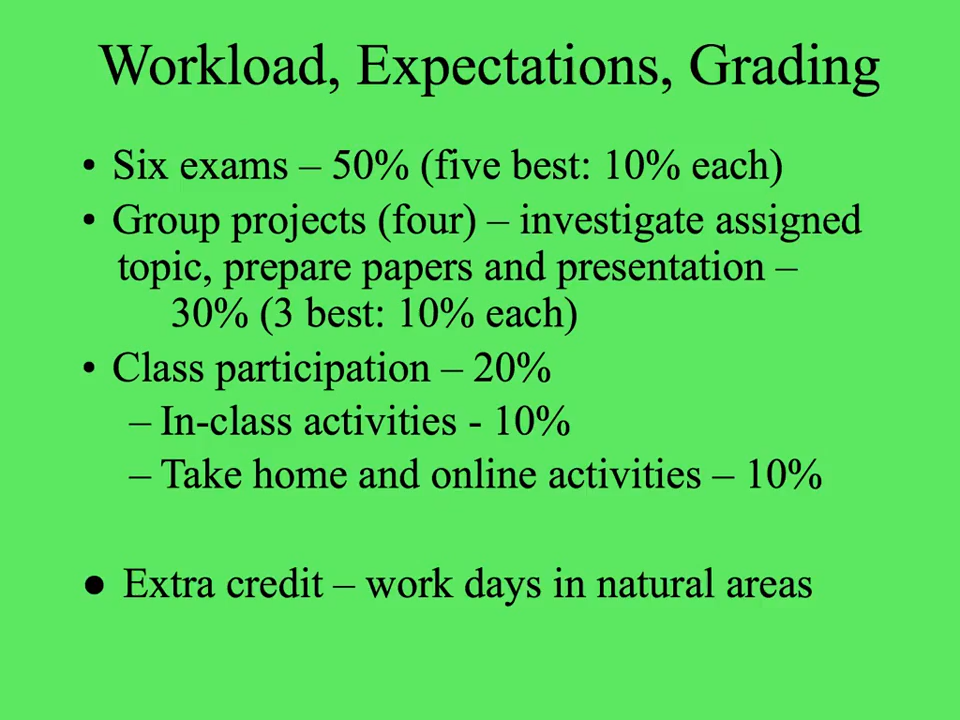 Workload, Expectations, Grading
• Six exams – 50% (five best: 10% each)
• Group projects (four) – investigate assigned
topic, prepare papers and presentation –
30% (3 best: 10% each)
• Class participation – 20%
– In-class activities - 10%
– Take home and online activities – 10%
● Extra credit – work days in natural areas